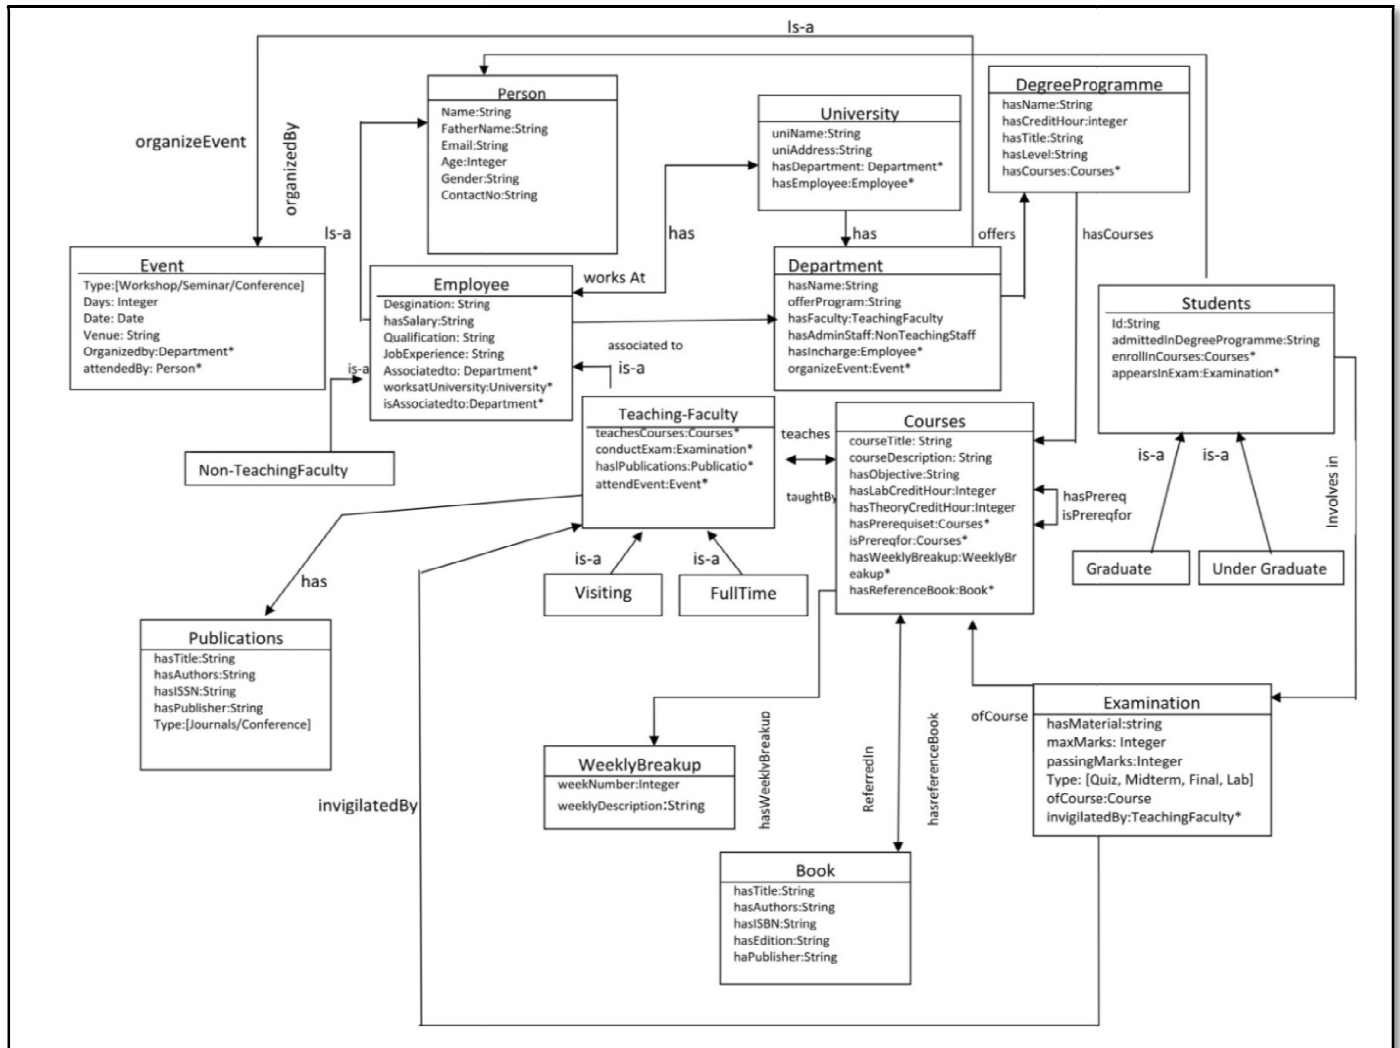 Is-a
Person
Name:String
FatherName:String
Email:String
Age:Integer
Gender:String
ContactNo:String
University
uniName:String
uniAddress:String
hasDepartment: Department*
hasEmployee:Employee*
DegreeProgramme
hasName:String
hasCreditHour:integer
hasTitle:String
hasLevel:String
hasCourses:Courses*
organizeEvent
organizedBy
Is-a
has
has
offers
hasCourses
Event
Type:[Workshop/Seminar/Conference]
Days: Integer
Date: Date
Venue: String
Organizedby:Department*
attendedBy: Person*
Employee
Desgination: String
hasSalary:String
Qualification: String
JobExperience: String
Associatedto: Department*
worksatUniversity:University*
isAssociatedto:Department*
works At
associated to
is-a
is-a
Department
hasName:String
offerProgram:String
hasFaculty:TeachingFaculty
hasAdminStaff:NonTeachingStaff
hasIncharge:Employee*
organizeEvent:Event*
Students
Id:String
admittedInDegreeProgramme:String
enrollInCourses:Courses*
appearsInExam:Examination*
Non-TeachingFaculty
Teaching-Faculty
teachesCourses:Courses*
conductExam:Examination*
haslPublications:Publicatio*
attendEvent:Event*
teaches
taughtBy
Courses
courseTitle: String
courseDescription: String
hasObjective:String
hasLabCreditHour:Integer
hasTheoryCreditHour:Integer
hasPrerequiset:Courses*
isPrereqfor:Courses*
hasWeeklyBreakup:WeeklyBr
eakup*
hasReferenceBook:Book*
hasPrereq
isPrereqfor
is-a
is-a
Involves in
Graduate
Under Graduate
has
is-a
is-a
Visiting
FullTime
Publications
hasTitle:String
hasAuthors:String
hasISSN:String
hasPublisher:String
Type:[Journals/Conference]
invigilatedBy
WeeklyBreakup
weekNumber:Integer
weeklyDescription:String
hasWeeklyBreakup
ReferredIn
hasreferenceBook
ofCourse
Examination
hasMaterial:string
maxMarks: Integer
passingMarks:Integer
Type: [Quiz, Midterm, Final, Lab]
ofCourse:Course
invigilatedBy:TeachingFaculty*
Book
hasTitle:String
hasAuthors:String
hasISBN:String
hasEdition:String
haPublisher:String